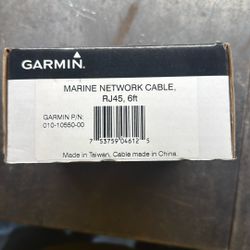 GARMIN
MARINE NETWORK CABLE,
RJ45, 6ft
GARMIN P/N:
010-10550-00
7 53759 04612 5
Made in Taiwan, Cable made in China.